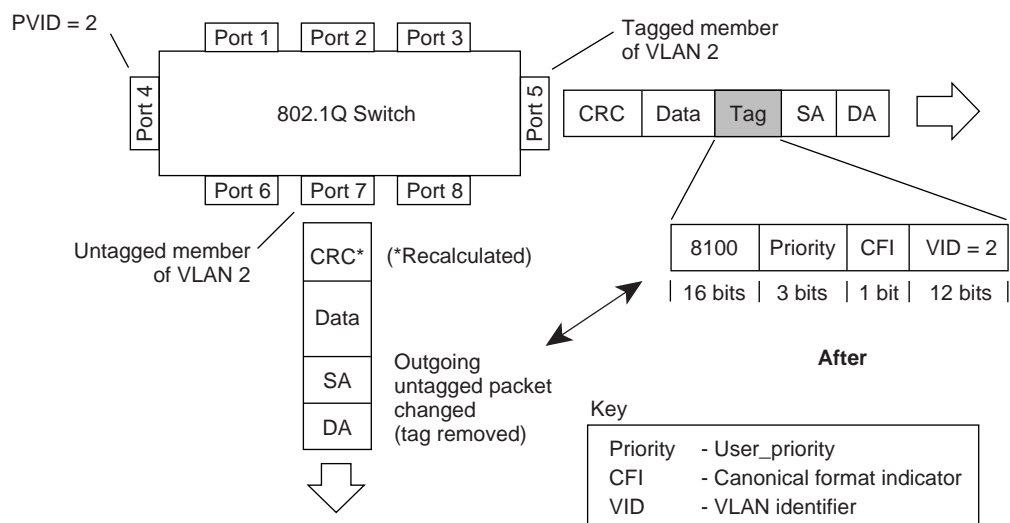 PVID = 2
Port 1 Port 2 Port 3
Tagged member
of VLAN 2
Port 4
802.1Q Switch
Port 5
CRC Data Tag SA DA
Port 6 Port 7 Port 8
Untagged member
of VLAN 2
CRC* (*Recalculated)
Data
SA
DA
Outgoing
untagged packet
changed
(tag removed)
8100 Priority CFI VID = 2
16 bits 3 bits 1 bit 12 bits
After
Key
Priority - User_priority
CFI - Canonical format indicator
VID - VLAN identifier